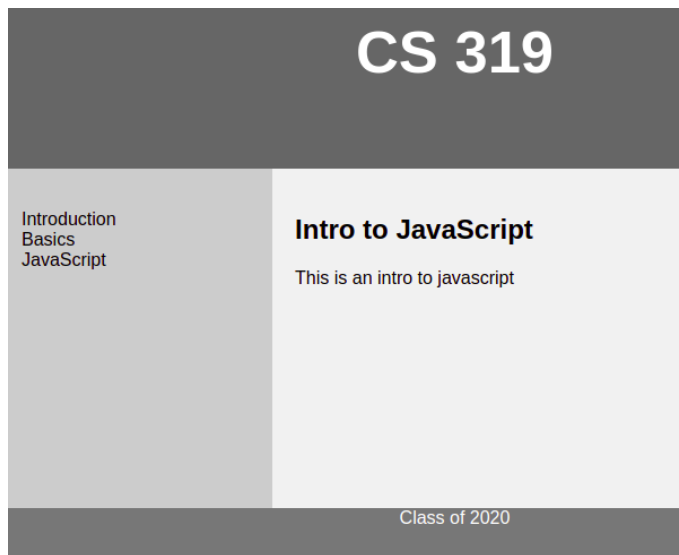 CS 319
Introduction
Basics
JavaScript
Intro to JavaScript
This is an intro to javascript
Class of 2020